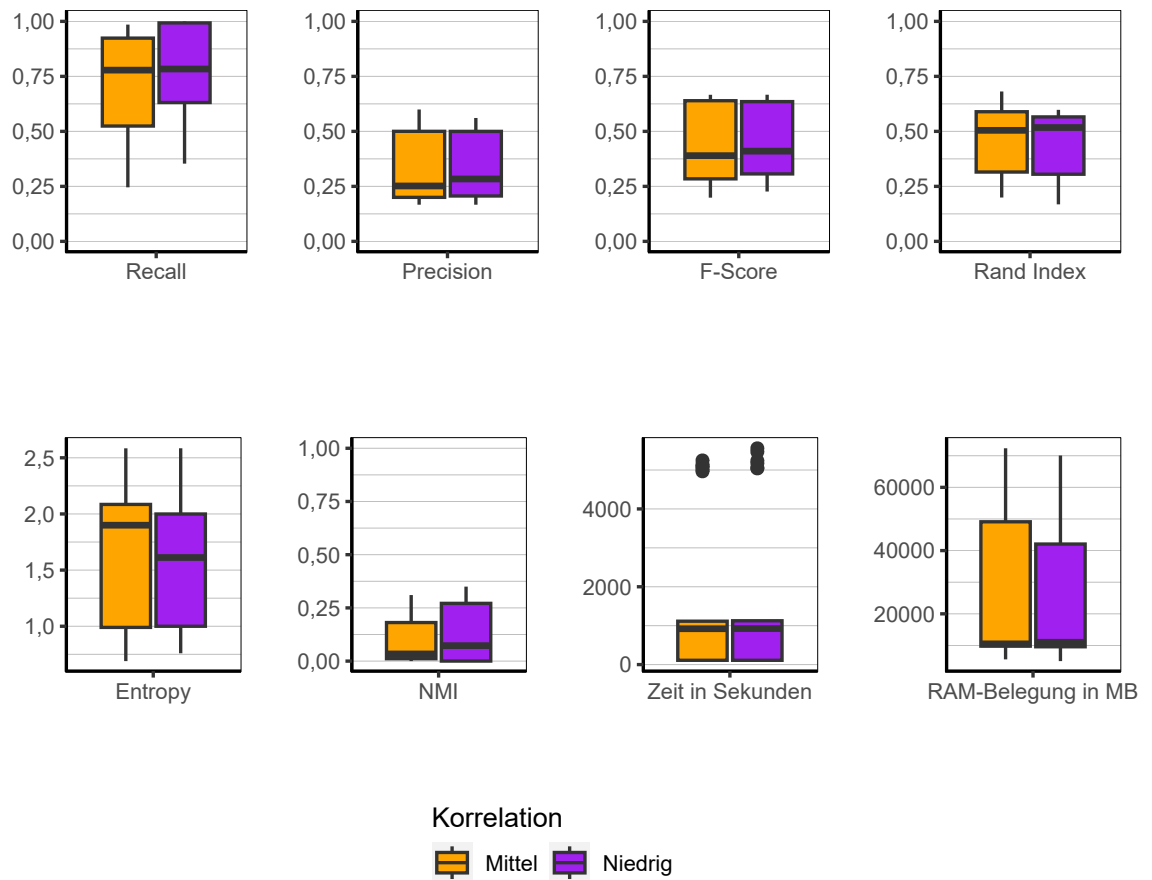 1,00 1,00 1,00 1,00
0,75 0,75 0,75 0,75
0,50 0,50 0,50 0,50
0,25 0,25 0,25 0,25
0,00 0,00 0,00 0,00
Recall Precision F-Score Rand Index
2,5 1,00 4000 60000
2,0 0,75 2000 40000
1,5 0,50 0 20000
1,0 0,25
0,00
Entropy NMI Zeit in Sekunden RAM-Belegung in MB
Korrelation
Mittel Niedrig